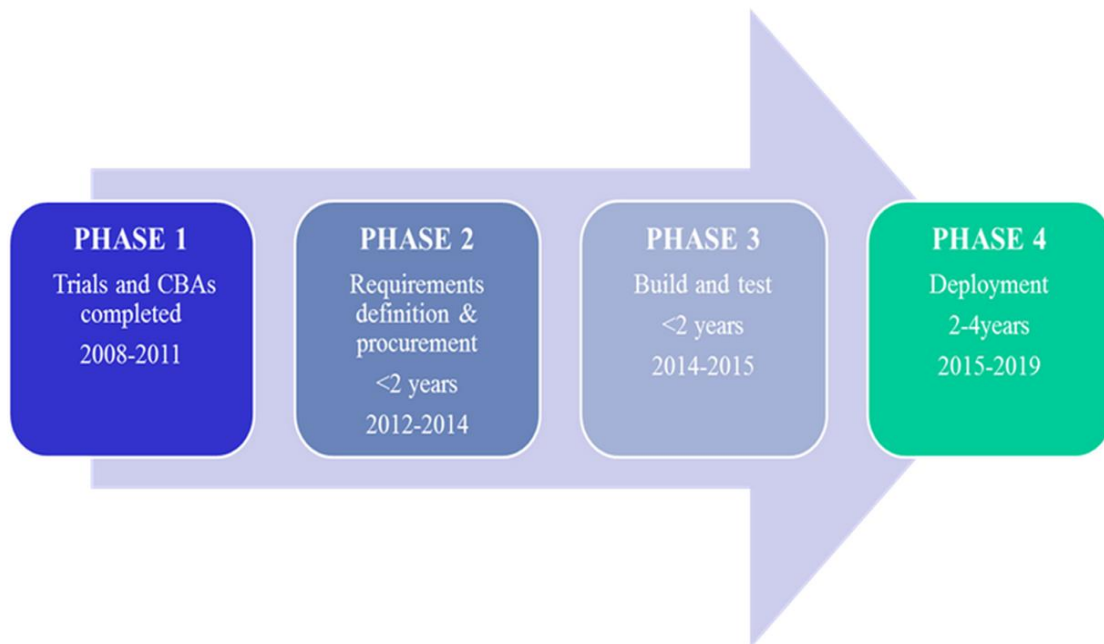 PHASE 1
Trials and CBAs
completed
2008-2011
PHASE 2
Requirements
definition &
procurement
<2 years
2012-2014
PHASE 3
Build and test
<2 years
2014-2015
PHASE 4
Deployment
2-4years
2015-2019